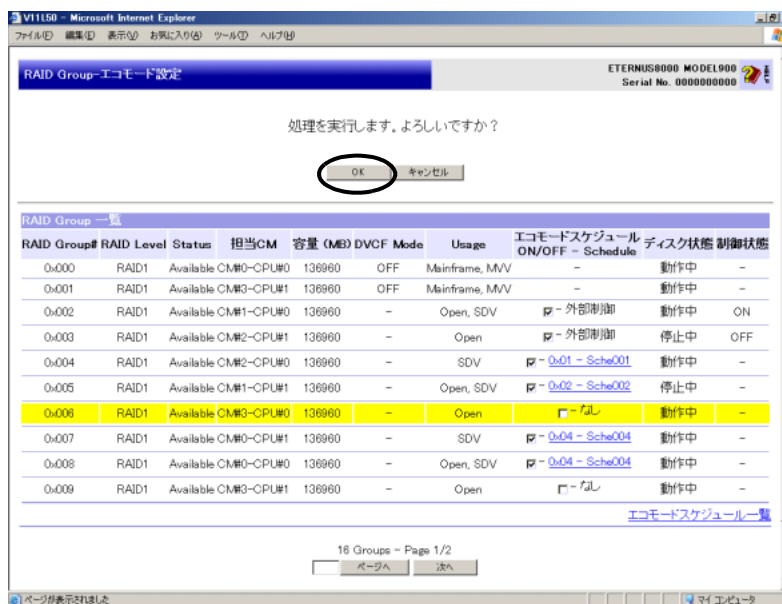 V11L50 - Microsoft Internet Explorer
ファイル(F) 編集(E) 表示(V) お気に入り(A) ツール(T) ヘルプ(H)
RAID Group-エコモード設定
ETERNUS8000 MODEL900
Serial No. 0000000000
HELP
処理を実行します。よろしいですか？
OK キャンセル
RAID Group 一覧
RAID Group# RAID Level Status 担当CM 容量 (MB) DVCF Mode Usage エコモードスケジュール ON/OFF - Schedule ディスク状態 制御状態
0x000 RAID1 Available CM#0-CPU#0 136960 OFF Mainframe, MVV - 動作中 -
0x001 RAID1 Available CM#3-CPU#1 136960 OFF Mainframe, MVV - 動作中 -
0x002 RAID1 Available CM#1-CPU#0 136960 - Open, SDV - 外部制御 動作中 ON
0x003 RAID1 Available CM#2-CPU#1 136960 - Open - 外部制御 停止中 OFF
0x004 RAID1 Available CM#2-CPU#0 136960 - SDV - 0x01 - Sche001 動作中 -
0x005 RAID1 Available CM#1-CPU#1 136960 - Open, SDV - 0x02 - Sche002 停止中 -
0x006 RAID1 Available CM#3-CPU#0 136960 - Open - なし 動作中 -
0x007 RAID1 Available CM#0-CPU#1 136960 - SDV - 0x04 - Sche004 動作中 -
0x008 RAID1 Available CM#0-CPU#0 136960 - Open, SDV - 0x04 - Sche004 動作中 -
0x009 RAID1 Available CM#3-CPU#1 136960 - Open - なし 動作中 -
エコモードスケジュール一覧
16 Groups - Page 1/2
ページへ 次へ
ページが表示されました マイ コンピュータ